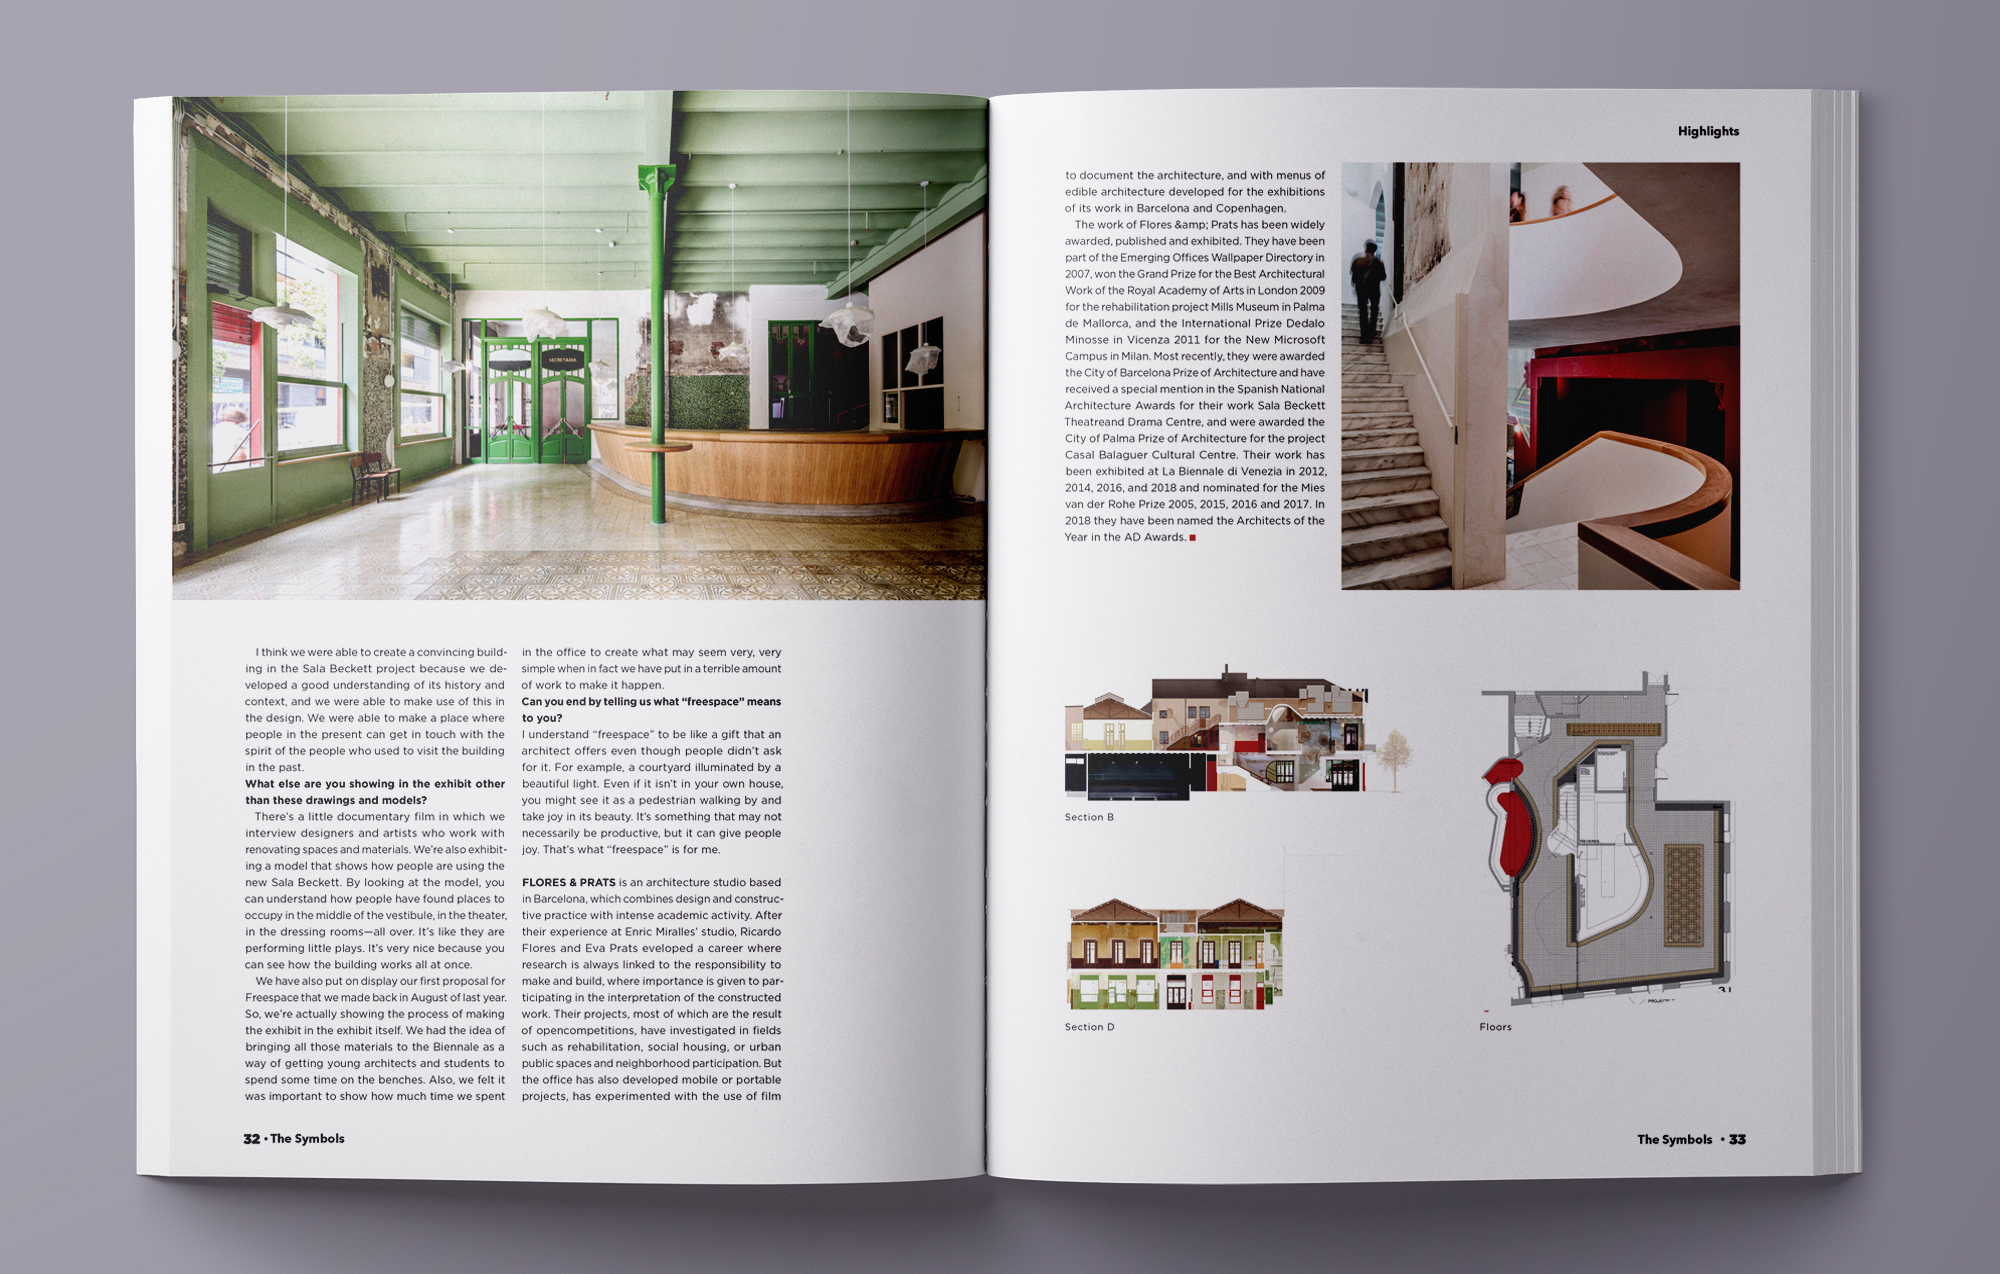 SECRETARIA
I think we were able to create a convincing build-
ing in the Sala Beckett project because we de-
veloped a good understanding of its history and
context, and we were able to make use of this in
the design. We were able to make a place where
people in the present can get in touch with the
spirit of the people who used to visit the building
in the past.
What else are you showing in the exhibit other
than these drawings and models?
There's a little documentary film in which we
interview designers and artists who work with
renovating spaces and materials. We're also exhibit-
ing a model that shows how people are using the
new Sala Beckett. By looking at the model, you
can understand how people have found places to
occupy in the middle of the vestibule, in the theater,
in the dressing rooms—all over. It's like they are
performing little plays. It's very nice because you
can see how the building works all at once.
We have also put on display our first proposal for
Freespace that we made back in August of last year.
So, we're actually showing the process of making
the exhibit in the exhibit itself. We had the idea of
bringing all those materials to the Biennale as a
way of getting young architects and students to
spend some time on the benches. Also, we felt it
was important to show how much time we spent
in the office to create what may seem very, very
simple when in fact we have put in a terrible amount
of work to make it happen.
Can you end by telling us what “freespace” means
to you?
I understand “freespace” to be like a gift that an
architect offers even though people didn't ask
for it. For example, a courtyard illuminated by a
beautiful light. Even if it isn't in your own house,
you might see it as a pedestrian walking by and
take joy in its beauty. It's something that may not
necessarily be productive, but it can give people
joy. That's what “freespace” is for me.
FLORES & PRATS is an architecture studio based
in Barcelona, which combines design and construc-
tive practice with intense academic activity. After
their experience at Enric Miralles' studio, Ricardo
Flores and Eva Prats eveloped a career where
research is always linked to the responsibility to
make and build, where importance is given to par-
ticipating in the interpretation of the constructed
work. Their projects, most of which are the result
of opencompetitions, have investigated in fields
such as rehabilitation, social housing, or urban
public spaces and neighborhood participation. But
the office has also developed mobile or portable
projects, has experimented with the use of film
32 • The Symbols
Highlights
to document the architecture, and with menus of
edible architecture developed for the exhibitions
of its work in Barcelona and Copenhagen.
The work of Flores &amp; Prats has been widely
awarded, published and exhibited. They have been
part of the Emerging Offices Wallpaper Directory in
2007, won the Grand Prize for the Best Architectural
Work of the Royal Academy of Arts in London 2009
for the rehabilitation project Mills Museum in Palma
de Mallorca, and the International Prize Dedalo
Minosse in Vicenza 2011 for the New Microsoft
Campus in Milan. Most recently, they were awarded
the City of Barcelona Prize of Architecture and have
received a special mention in the Spanish National
Architecture Awards for their work Sala Beckett
Theatreand Drama Centre, and were awarded the
City of Palma Prize of Architecture for the project
Casal Balaguer Cultural Centre. Their work has
been exhibited at La Biennale di Venezia in 2012,
2014, 2016, and 2018 and nominated for the Mies
van der Rohe Prize 2005, 2015, 2016 and 2017. In
2018 they have been named the Architects of the
Year in the AD Awards.
Section B
Section D
Floors
The Symbols • 33